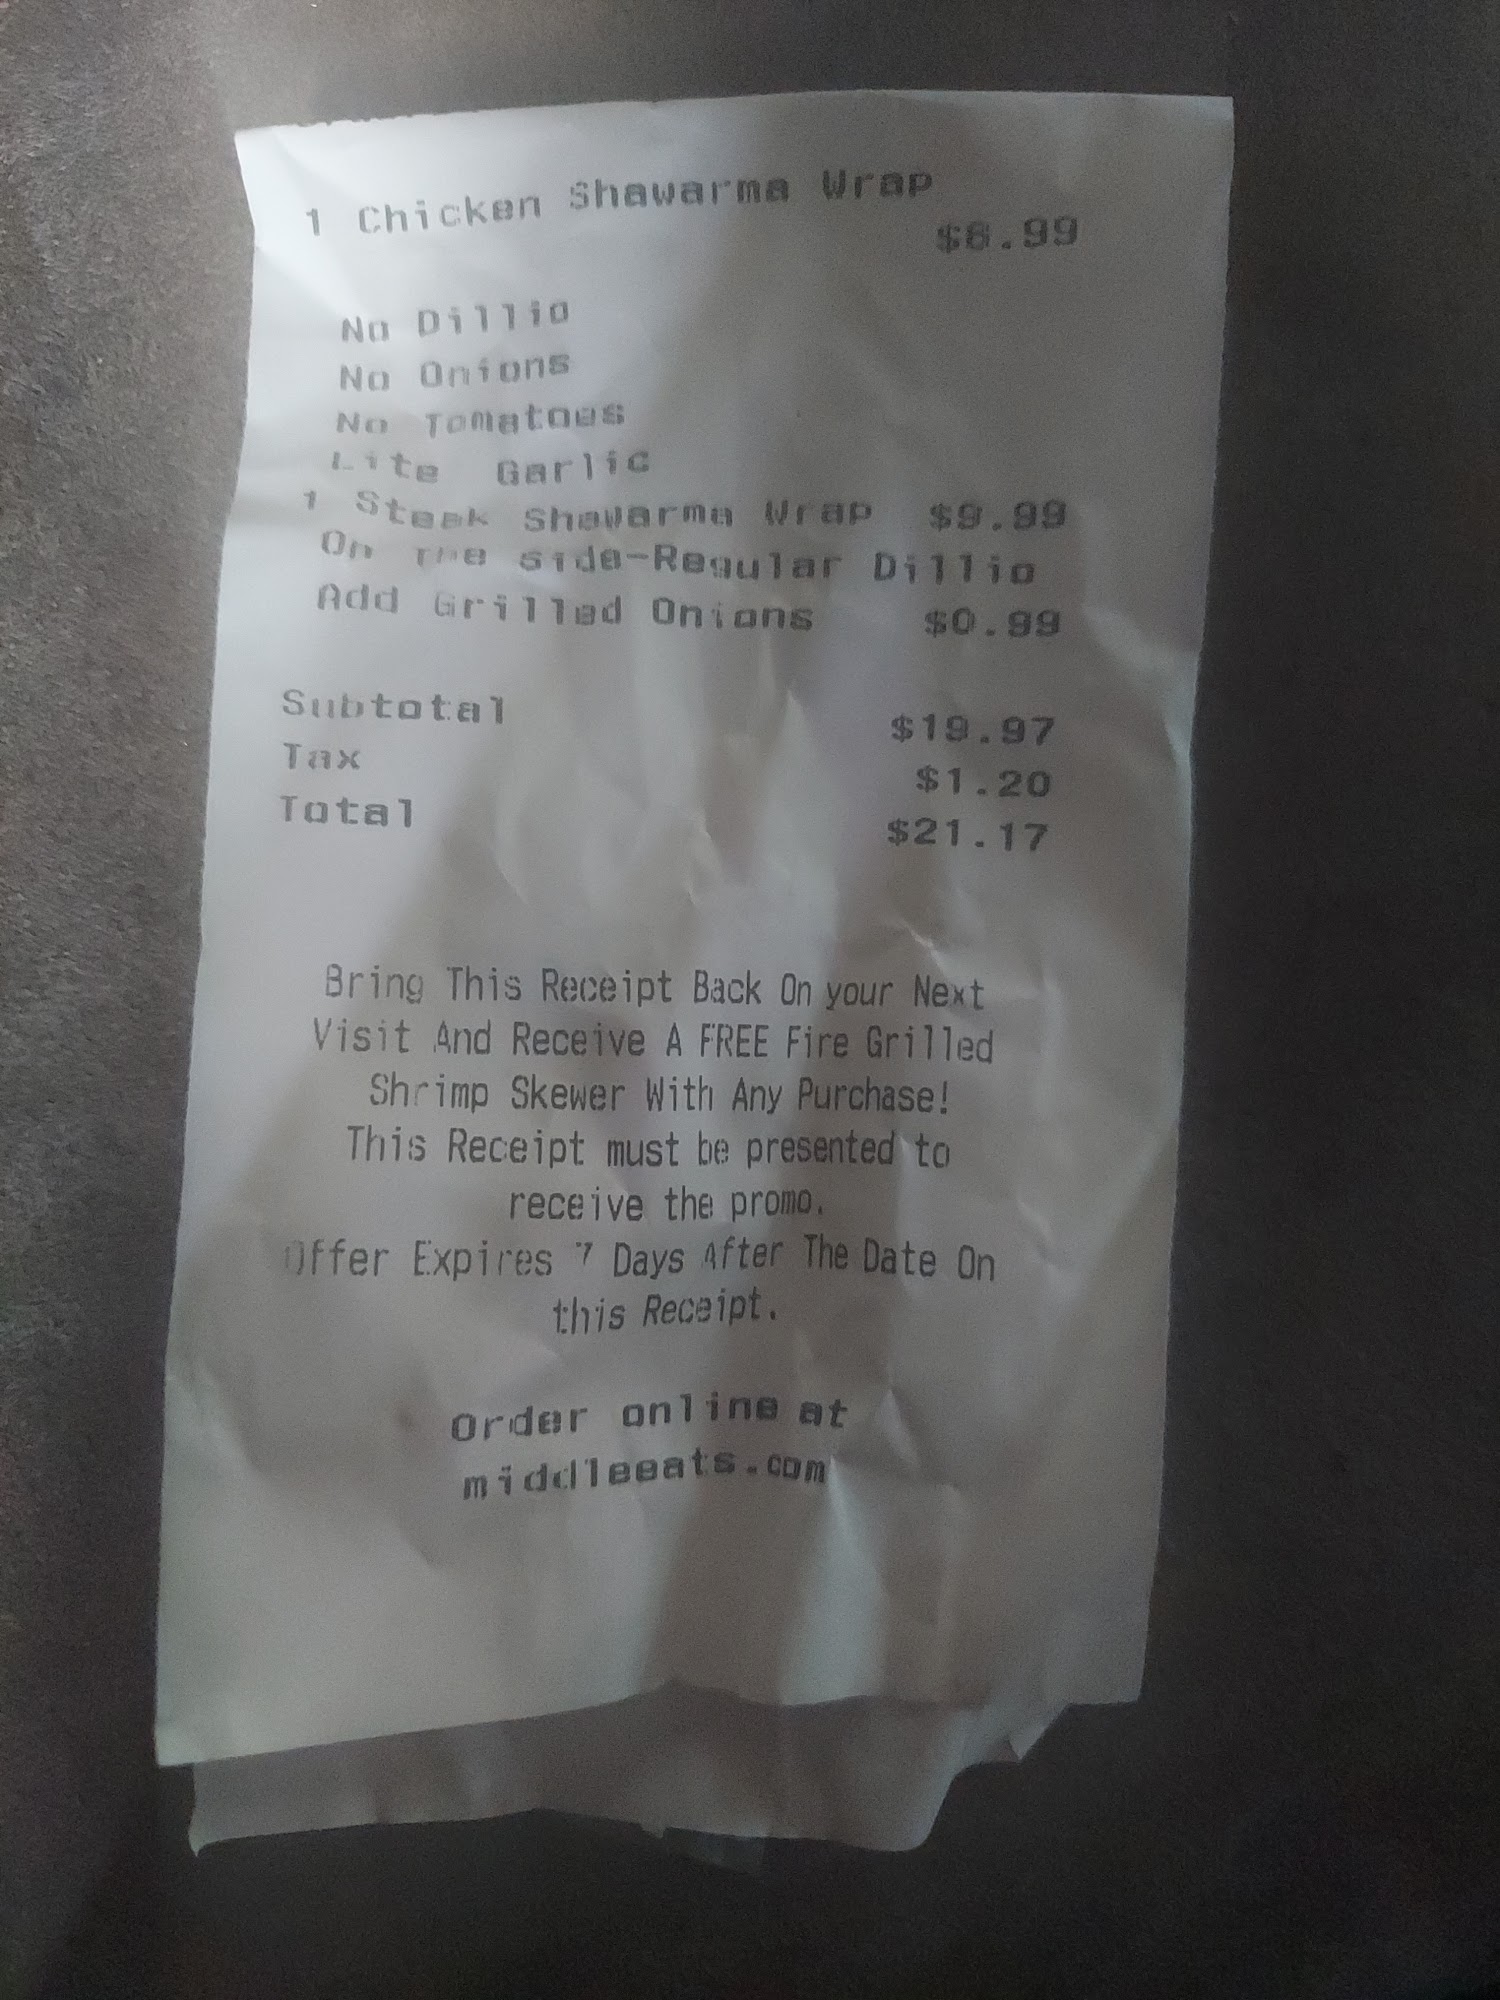 1 Chicken Shawarma Wrap
$8.99
No Dillio
No Onions
No Tomatoes
Lite Garlic
1 Steak Shawarma Wrap $9.99
On The Side-Regular Dillio
Add Grilled Onions $0.99
Subtotal $19.97
Tax $1.20
Total $21.17
Bring This Receipt Back On your Next
Visit And Receive A FREE Fire Grilled
Shrimp Skewer With Any Purchase!
This Receipt must be presented to
receive the promo.
Offer Expires 7 Days After The Date On
this Receipt.
Order online at
middleeats.com